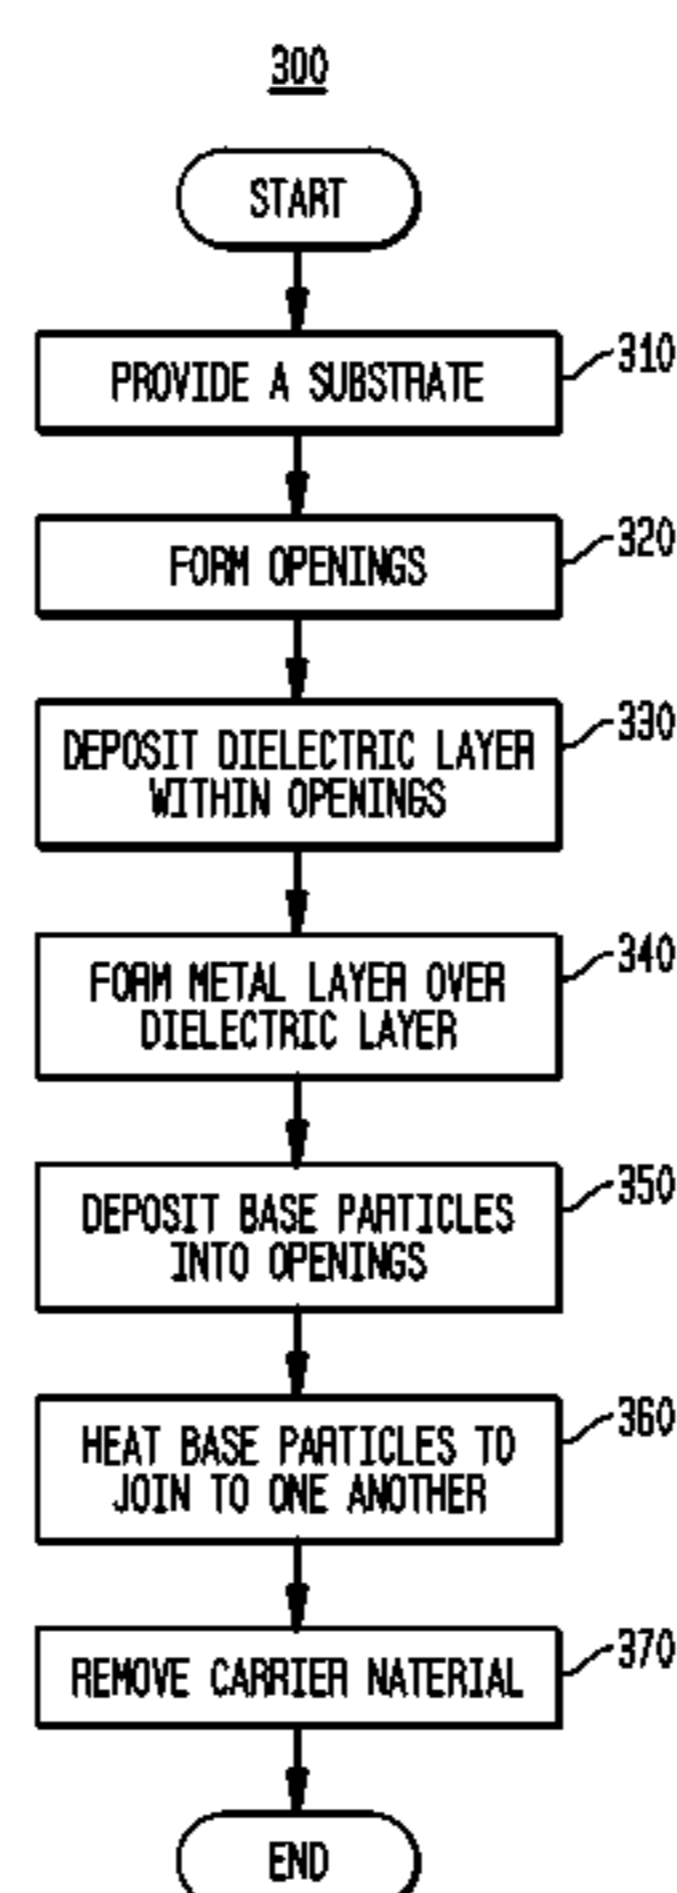 300
START
PROVIDE A SUBSTRATE
310
FORM OPENINGS
320
DEPOSIT DIELECTRIC LAYER
WITHIN OPENINGS
330
FORM METAL LAYER OVER
DIELECTRIC LAYER
340
DEPOSIT BASE PARTICLES
INTO OPENINGS
350
HEAT BASE PARTICLES TO
JOIN TO ONE ANOTHER
360
REMOVE CARRIER NATERIAL
370
END